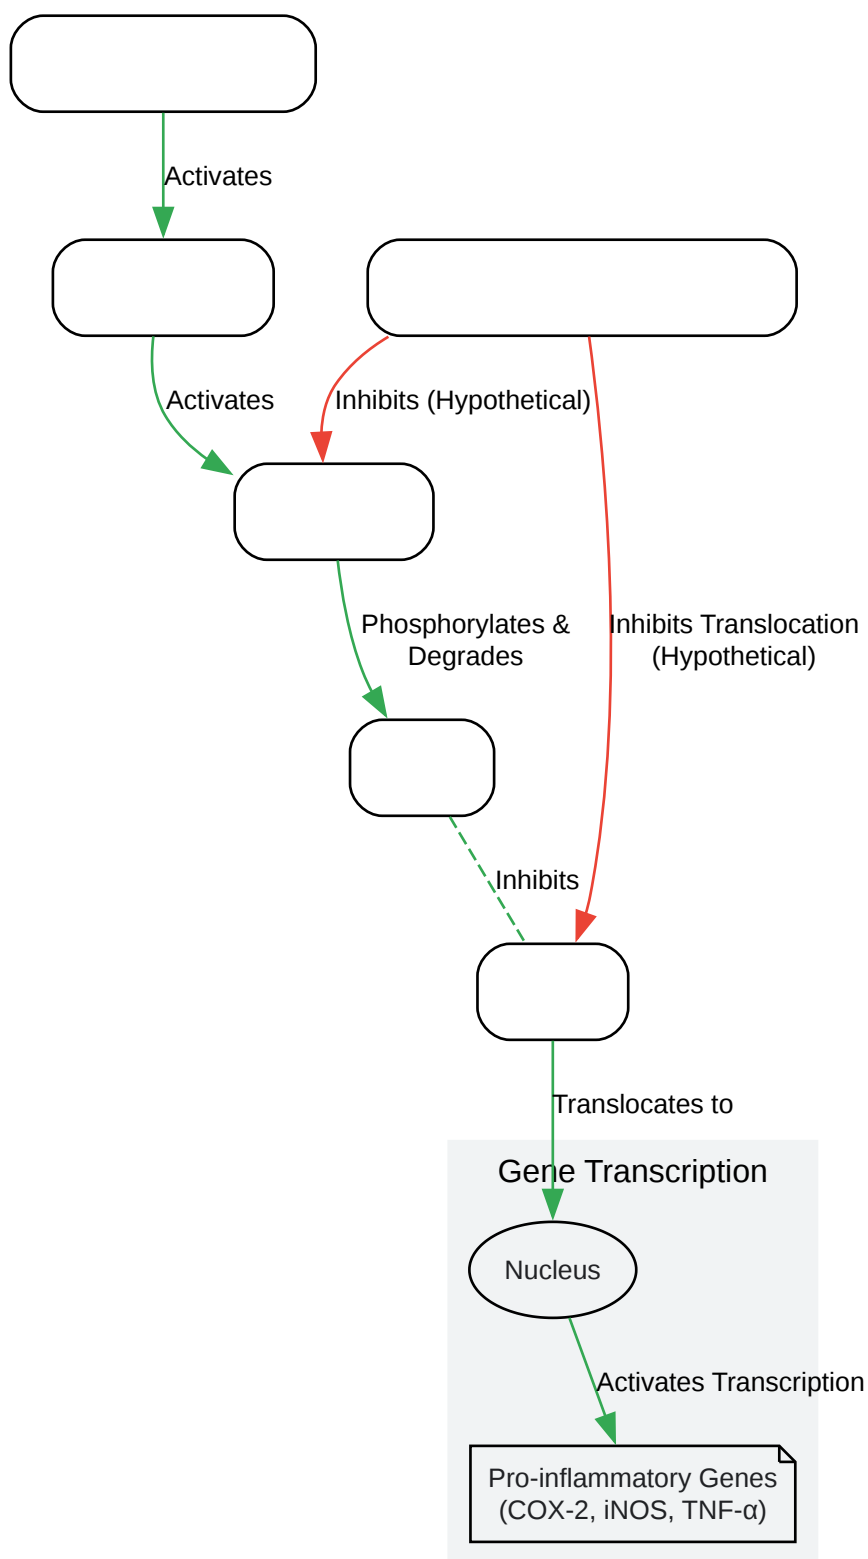 Activates
Activates
Inhibits (Hypothetical)
Phosphorylates &
Degrades
Inhibits Translocation
(Hypothetical)
Inhibits
Translocates to
Gene Transcription
Nucleus
Activates Transcription
Pro-inflammatory Genes
(COX-2, iNOS, TNF-α)